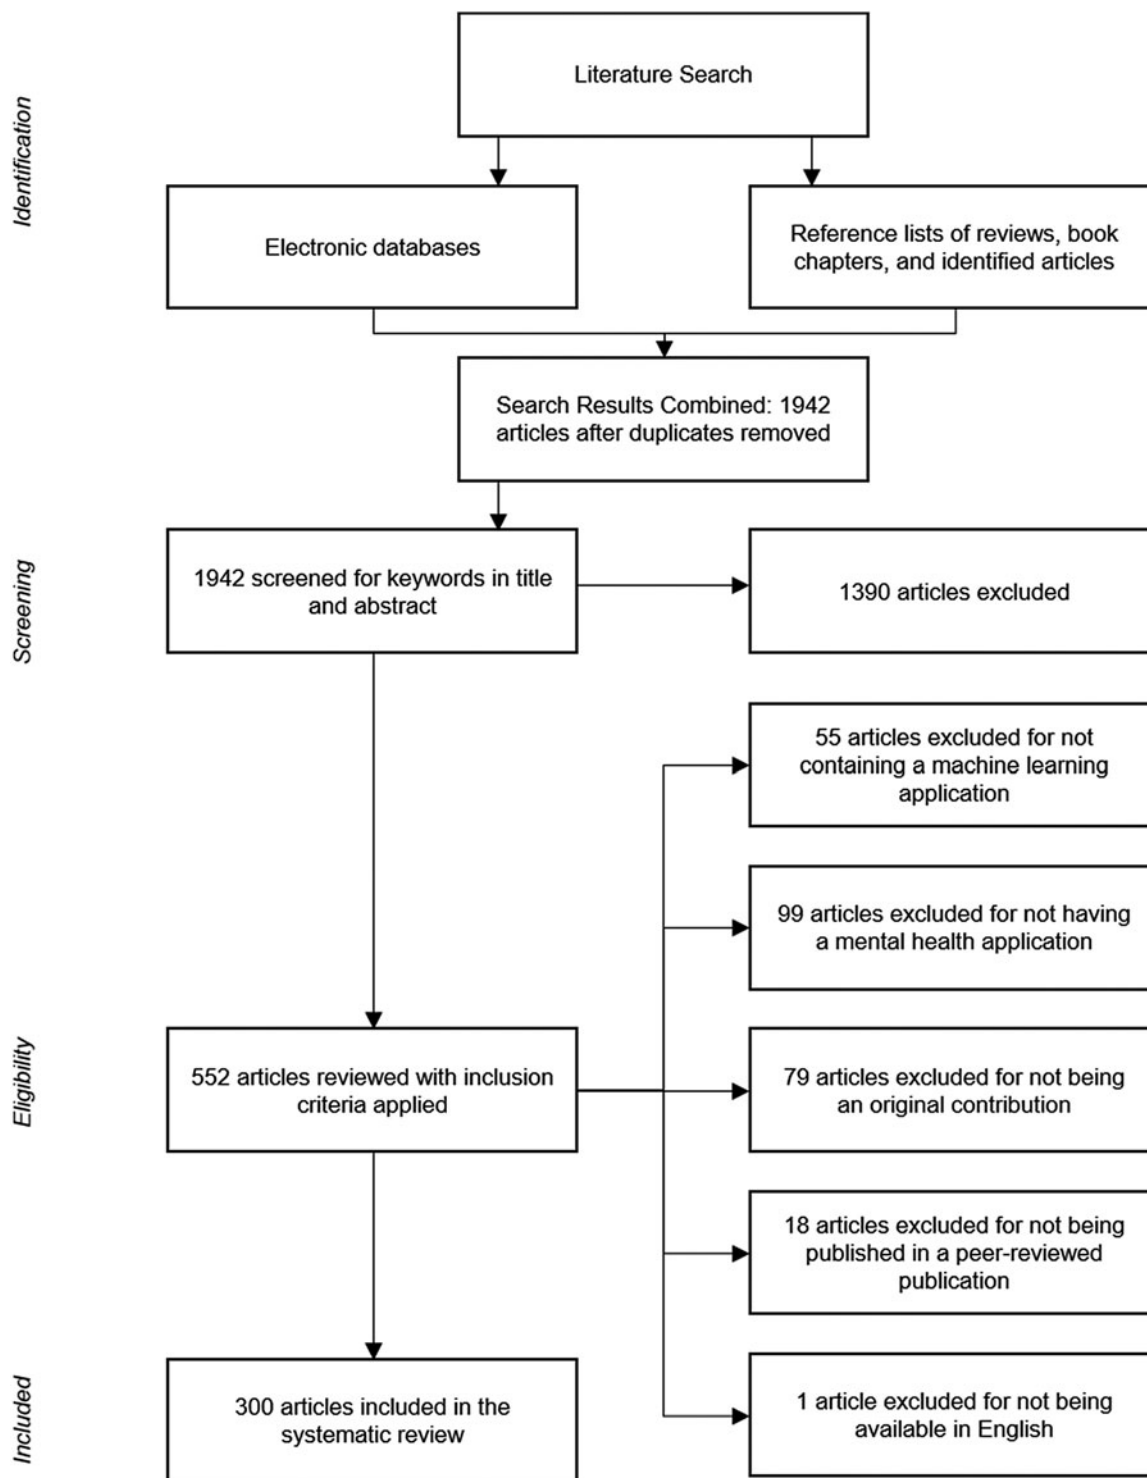 Identification
Literature Search
Electronic databases
Reference lists of reviews, book
chapters, and identified articles
Search Results Combined: 1942
articles after duplicates removed
Screening
1942 screened for keywords in title
and abstract
1390 articles excluded
55 articles excluded for not
containing a machine learning
application
99 articles excluded for not having
a mental health application
Eligibility
552 articles reviewed with inclusion
criteria applied
79 articles excluded for not being
an original contribution
18 articles excluded for not being
published in a peer-reviewed
publication
Included
300 articles included in the
systematic review
1 article excluded for not being
available in English